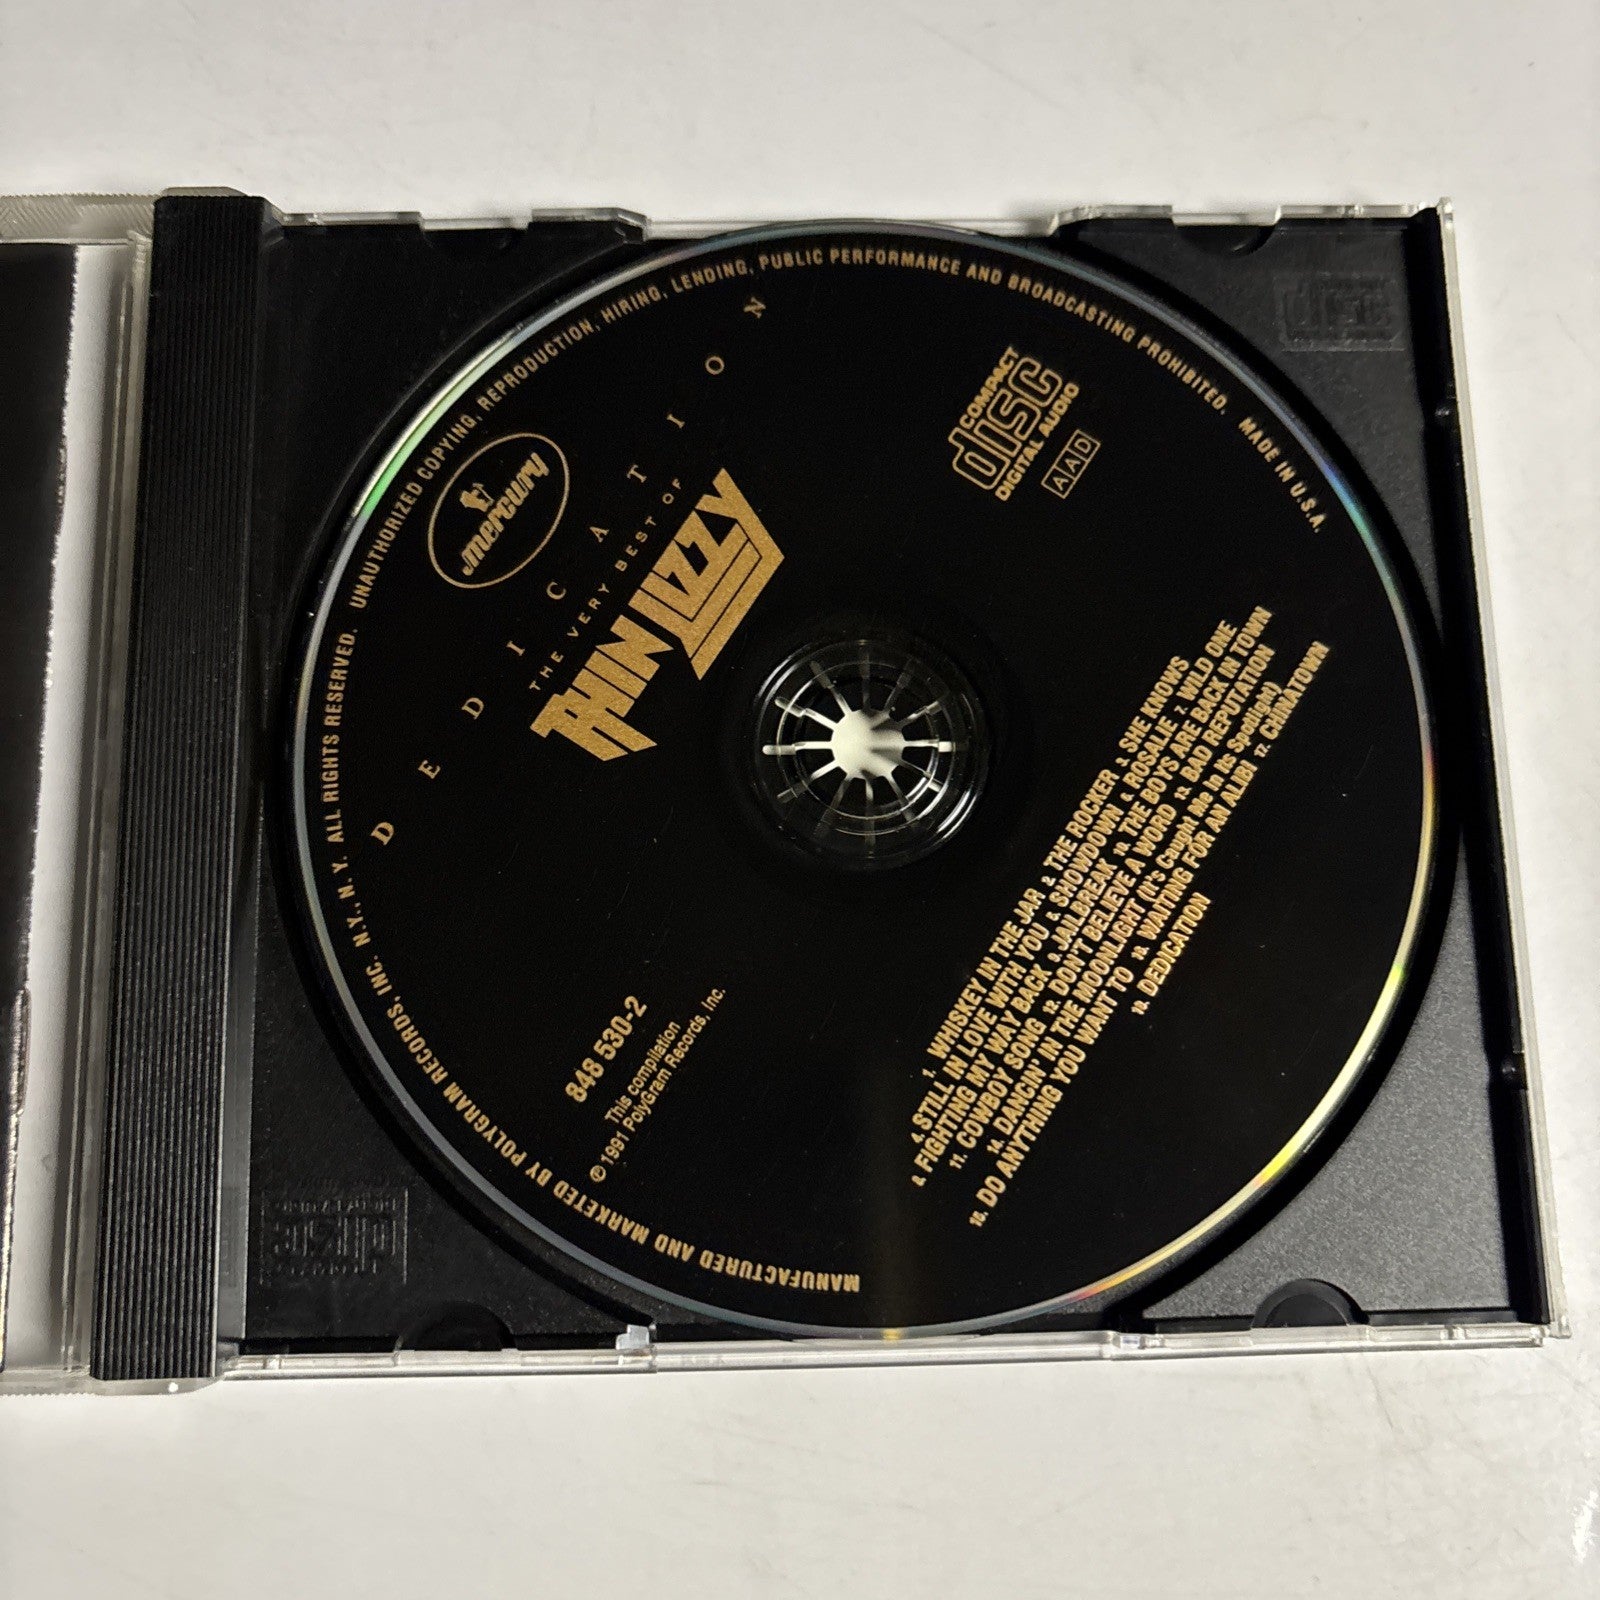 MANUFACTURED AND MARKETED BY POLYGRAM RECORDS, INC. N.Y., N.Y. ALL RIGHTS RESERVED. UNAUTHORIZED COPYING, REPRODUCTION, HIRING, LENDING, PUBLIC PERFORMANCE AND BROADCASTING PROHIBITED. MADE IN U.S.A.
mercury
DEDICATION
THE VERY BEST OF
THIN LIZZY
COMPACT
disc
DIGITAL AUDIO
AAD
848 530-2
This compilation
℗ 1991 PolyGram Records, Inc.
1. WHISKEY IN THE JAR 2. THE ROCKER 3. SHE KNOWS
4. STILL IN LOVE WITH YOU 5. SHOWDOWN 6. ROSALIE 7. WILD ONE
8. FIGHTING MY WAY BACK 9. JAILBREAK 10. THE BOYS ARE BACK IN TOWN
11. COWBOY SONG 12. DON'T BELIEVE A WORD 13. BAD REPUTATION
14. DANCIN' IN THE MOONLIGHT (It's Caught Me In Its Spotlight)
15. DO ANYTHING YOU WANT TO 16. WAITING FOR AN ALIBI 17. CHINATOWN
18. DEDICATION
disc